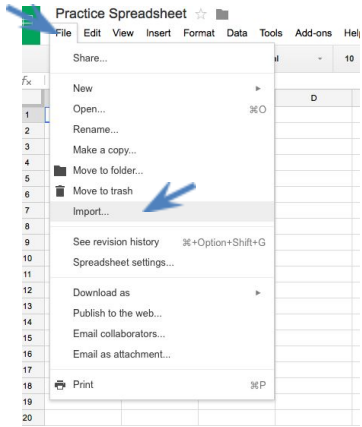 Practice Spreadsheet
File Edit View Insert Format Data Tools Add-ons Help
Share...
10
fx
New
D
Open... ⌘O
1
Rename...
2
Make a copy...
3
Move to folder...
4
5
Move to trash
6
Import...
7
8
See revision history ⌘+Option+Shift+G
9
Spreadsheet settings...
10
11
Download as
12
Publish to the web...
13
Email collaborators...
14
15
Email as attachment...
16
17
Print ⌘P
18
19
20